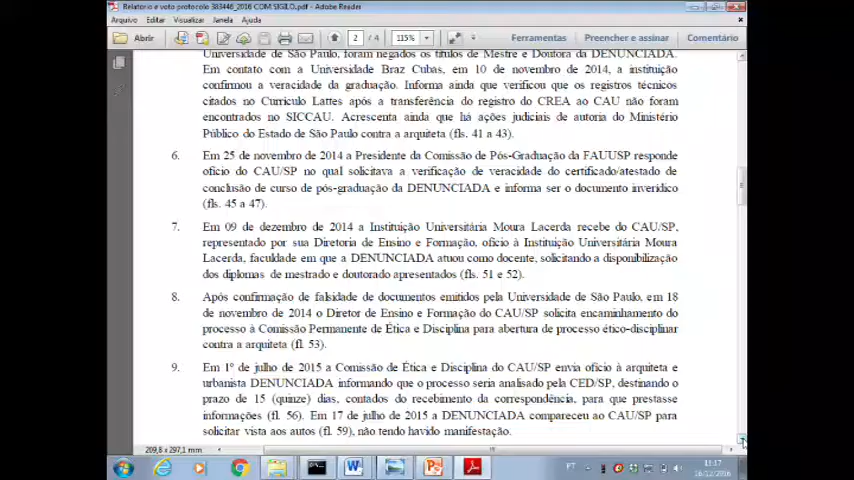 Relatorio e voto protocolo 383446_2016 COM SIGILO.pdf - Adobe Reader
Arquivo Editar Visualizar Janela Ajuda
Abrir 2 / 4 115% Ferramentas Preencher e assinar Comentário
Universidade de São Paulo, foram negados os títulos de Mestre e Doutora da DENUNCIADA.
Em contato com a Universidade Braz Cubas, em 10 de novembro de 2014, a instituição
confirmou a veracidade da graduação. Informa ainda que verificou que os registros técnicos
citados no Currículo Lattes após a transferência do registro do CREA ao CAU não foram
encontrados no SICCAU. Acrescenta ainda que há ações judiciais de autoria do Ministério
Público do Estado de São Paulo contra a arquiteta (fls. 41 a 43).
6. Em 25 de novembro de 2014 a Presidente da Comissão de Pós-Graduação da FAUUSP responde
ofício do CAU/SP no qual solicitava a verificação de veracidade do certificado/atestado de
conclusão de curso de pós-graduação da DENUNCIADA e informa ser o documento inverídico
(fls. 45 a 47).
7. Em 09 de dezembro de 2014 a Instituição Universitária Moura Lacerda recebe do CAU/SP,
representado por sua Diretoria de Ensino e Formação, ofício à Instituição Universitária Moura
Lacerda, faculdade em que a DENUNCIADA atuou como docente, solicitando a disponibilização
dos diplomas de mestrado e doutorado apresentados (fls. 51 e 52).
8. Após confirmação de falsidade de documentos emitidos pela Universidade de São Paulo, em 18
de novembro de 2014 o Diretor de Ensino e Formação do CAU/SP solicita encaminhamento do
processo à Comissão Permanente de Ética e Disciplina para abertura de processo ético-disciplinar
contra a arquiteta (fl. 53).
9. Em 1º de julho de 2015 a Comissão de Ética e Disciplina do CAU/SP envia ofício à arquiteta e
urbanista DENUNCIADA informando que o processo seria analisado pela CED/SP, destinando o
prazo de 15 (quinze) dias, contados do recebimento da correspondência, para que prestasse
informações (fl. 56). Em 17 de julho de 2015 a DENUNCIADA compareceu ao CAU/SP para
solicitar vista aos autos (fl. 59), não tendo havido manifestação.
209,8 x 297,1 mm
PT 11:17
16/12/2016